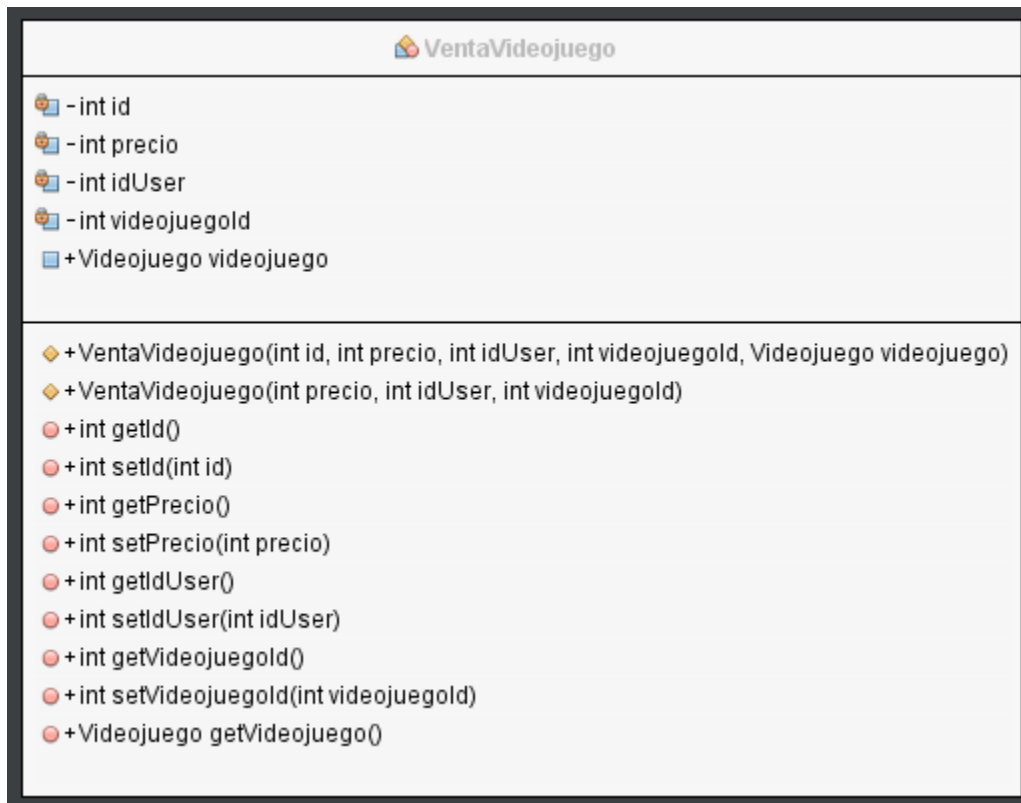 VentaVideojuego
-int id
-int precio
-int idUser
-int videojuegoId
+Videojuego videojuego
+VentaVideojuego(int id, int precio, int idUser, int videojuegoId, Videojuego videojuego)
+VentaVideojuego(int precio, int idUser, int videojuegoId)
+int getId()
+int setId(int id)
+int getPrecio()
+int setPrecio(int precio)
+int getIdUser()
+int setIdUser(int idUser)
+int getVideojuegoId()
+int setVideojuegoId(int videojuegoId)
+Videojuego getVideojuego()